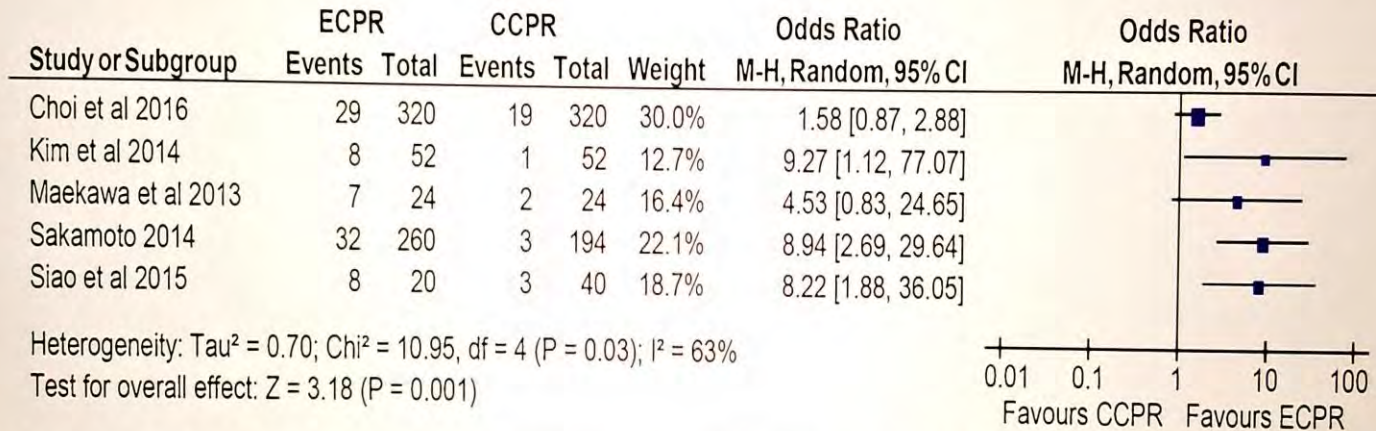 ECPR CCPR Odds Ratio Odds Ratio
Study or Subgroup Events Total Events Total Weight M-H, Random, 95% CI M-H, Random, 95% CI
Choi et al 2016 29 320 19 320 30.0% 1.58 [0.87, 2.88]
Kim et al 2014 8 52 1 52 12.7% 9.27 [1.12, 77.07]
Maekawa et al 2013 7 24 2 24 16.4% 4.53 [0.83, 24.65]
Sakamoto 2014 32 260 3 194 22.1% 8.94 [2.69, 29.64]
Siao et al 2015 8 20 3 40 18.7% 8.22 [1.88, 36.05]
Heterogeneity: Tau² = 0.70; Chi² = 10.95, df = 4 (P = 0.03); I² = 63%
Test for overall effect: Z = 3.18 (P = 0.001)
0.01 0.1 1 10 100
Favours CCPR Favours ECPR